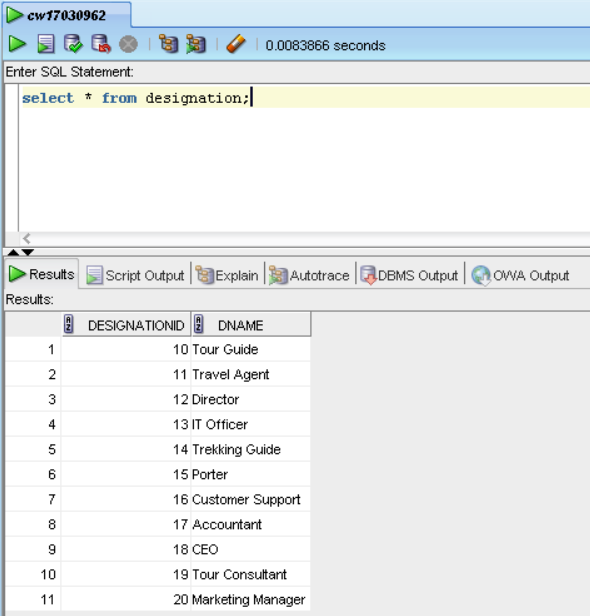 cw17030962
0.0083866 seconds
Enter SQL Statement:
select * from designation;
Results Script Output Explain Autotrace DBMS Output OWA Output
Results:
DESIGNATIONID DNAME
1 10 Tour Guide
2 11 Travel Agent
3 12 Director
4 13 IT Officer
5 14 Trekking Guide
6 15 Porter
7 16 Customer Support
8 17 Accountant
9 18 CEO
10 19 Tour Consultant
11 20 Marketing Manager